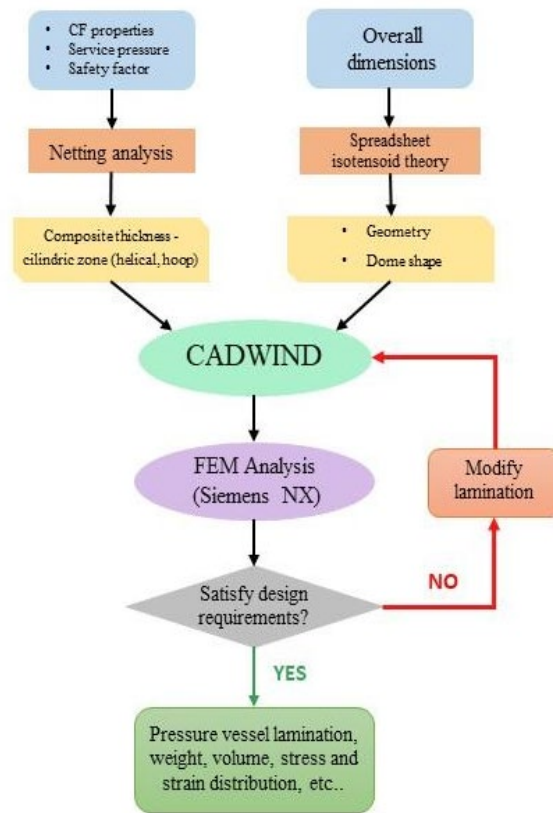 CF properties
Service pressure
Safety factor
Overall
dimensions
Netting analysis
Spreadsheet
isotensoid theory
Composite thickness -
cilindric zone (helical, hoop)
Geometry
Dome shape
CADWIND
FEM Analysis
(Siemens NX)
Modify
lamination
Satisfy design
requirements?
NO
YES
Pressure vessel lamination,
weight, volume, stress and
strain distribution, etc..